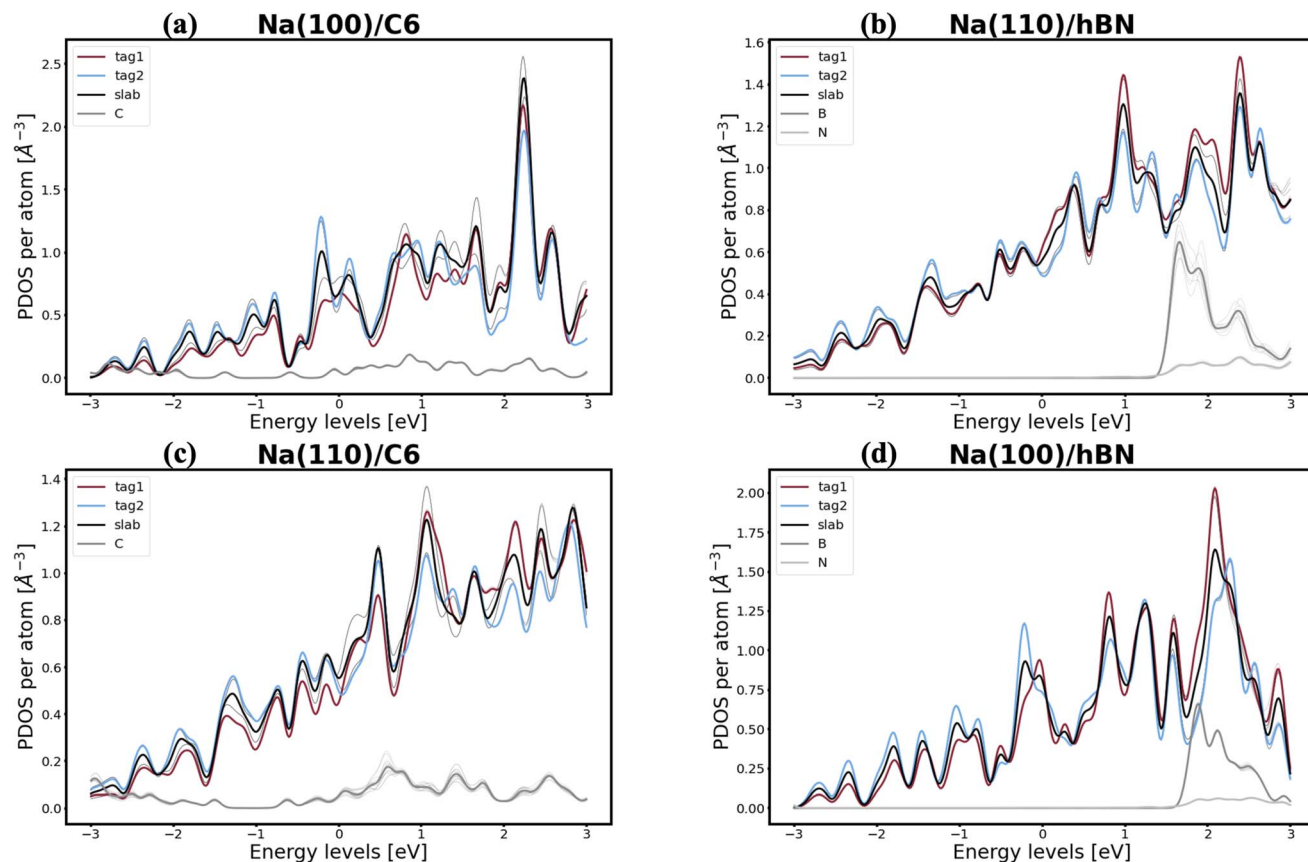 (a) Na(100)/C6
PDOS per atom [Å⁻³]
2.5
2.0
1.5
1.0
0.5
0.0
tag1
tag2
slab
C
−3 −2 −1 0 1 2 3
Energy levels [eV]
(b) Na(110)/hBN
PDOS per atom [Å⁻³]
1.6
1.4
1.2
1.0
0.8
0.6
0.4
0.2
0.0
tag1
tag2
slab
B
N
−3 −2 −1 0 1 2 3
Energy levels [eV]
(c) Na(110)/C6
PDOS per atom [Å⁻³]
1.4
1.2
1.0
0.8
0.6
0.4
0.2
0.0
tag1
tag2
slab
C
−3 −2 −1 0 1 2 3
Energy levels [eV]
(d) Na(100)/hBN
PDOS per atom [Å⁻³]
2.00
1.75
1.50
1.25
1.00
0.75
0.50
0.25
0.00
tag1
tag2
slab
B
N
−3 −2 −1 0 1 2 3
Energy levels [eV]